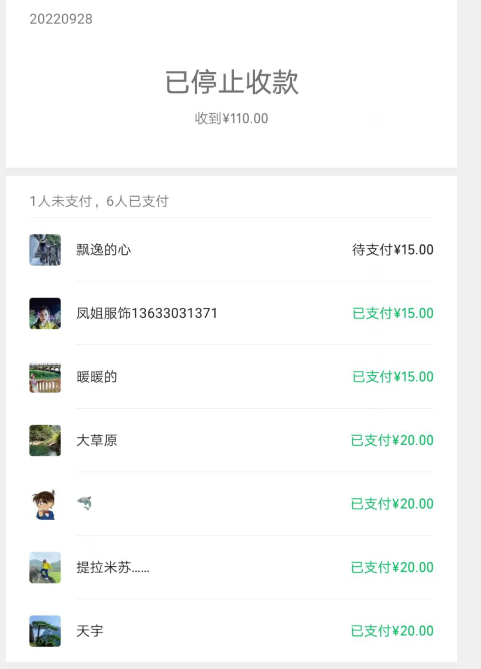 20220928
已停止收款
收到¥110.00
1人未支付，6人已支付
飘逸的心 待支付¥15.00
凤姐服饰13633031371 已支付¥15.00
暖暖的 已支付¥15.00
大草原 已支付¥20.00
🦈 已支付¥20.00
提拉米苏…… 已支付¥20.00
天宇 已支付¥20.00